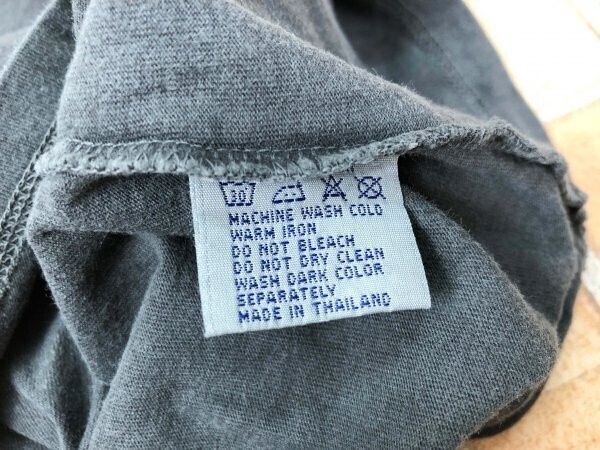 30
MACHINE WASH COLD
WARM IRON
DO NOT BLEACH
DO NOT DRY CLEAN
WASH DARK COLOR
SEPARATELY
MADE IN THAILAND